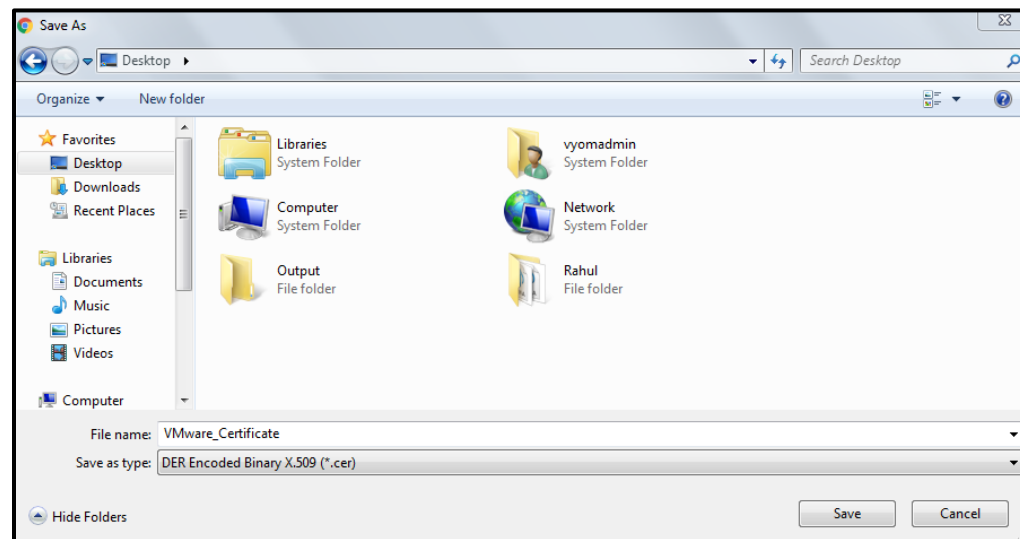 Save As
Desktop
Search Desktop
Organize
New folder
Favorites
Desktop
Downloads
Recent Places
Libraries
Documents
Music
Pictures
Videos
Computer
Libraries
System Folder
vyomadmin
System Folder
Computer
System Folder
Network
System Folder
Output
File folder
Rahul
File folder
File name: VMware_Certificate
Save as type: DER Encoded Binary X.509 (*.cer)
Hide Folders
Save
Cancel